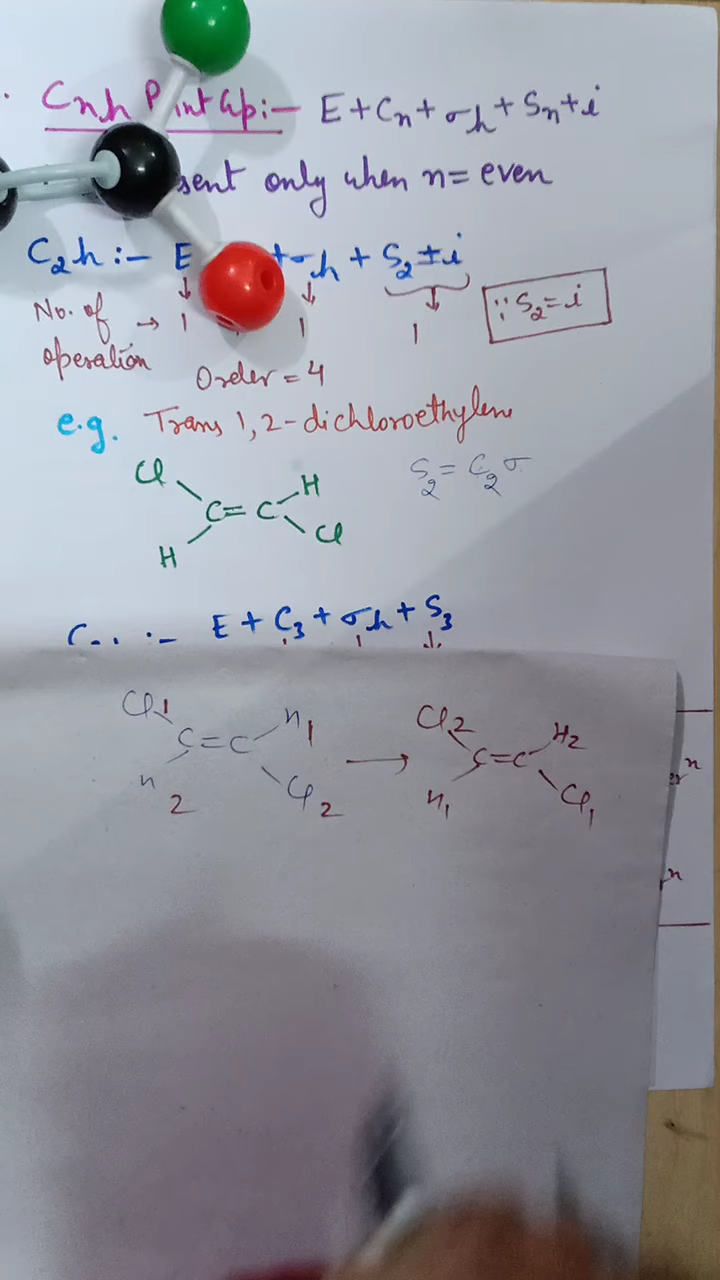 Cnh P int Gp:- E + Cn + σh + Sn + i
sent only when n = even
C2h :- E + σh + S2 + i
No. of operation → 1 1 1 ∵ S2 = i
Order = 4
e.g. Trans 1,2-dichloroethylene
S2 = C2 σ
Cl H
C = C
H Cl
E + C3 + σh + S3
Cl1 H1 → Cl2 H2
C = C C = C
H2 Cl2 H1 Cl1